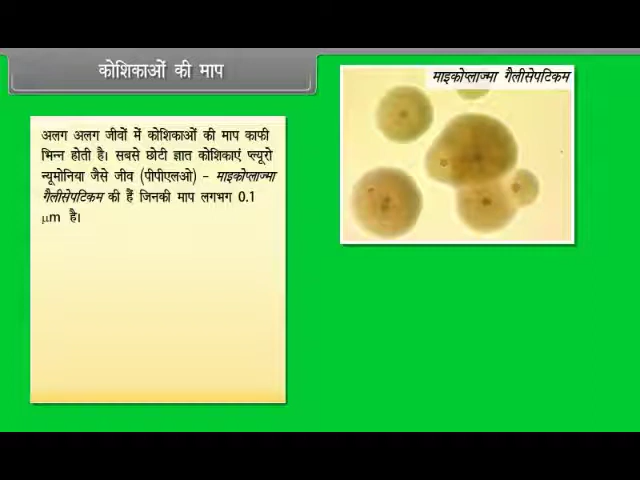 कोशिकाओं की माप
माइकोप्लाज्मा गैलीसेपटिकम
अलग अलग जीवों में कोशिकाओं की माप काफी
भिन्न होती है। सबसे छोटी ज्ञात कोशिकाएं प्ल्यूरो
न्यूमोनिया जैसे जीव (पीपीएलओ) - माइकोप्लाज्मा
गैलीसेपटिकम की हैं जिनकी माप लगभग 0.1
μm है।